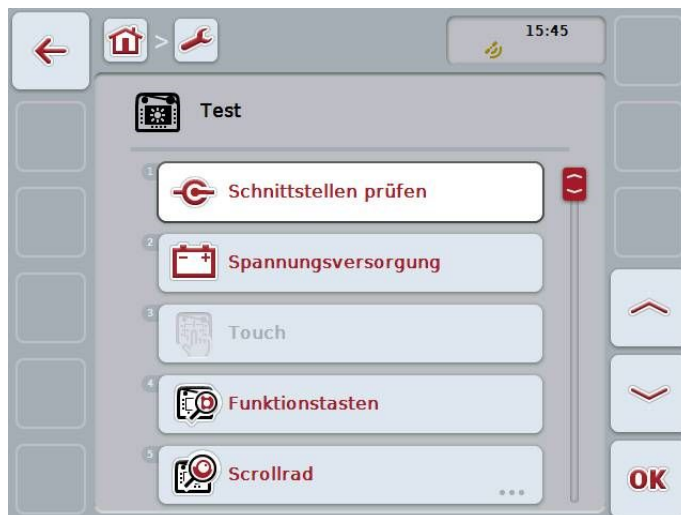 >
15:45
Test
1
Schnittstellen prüfen
2
Spannungsversorgung
3
Touch
4
Funktionstasten
5
Scrollrad
...
OK